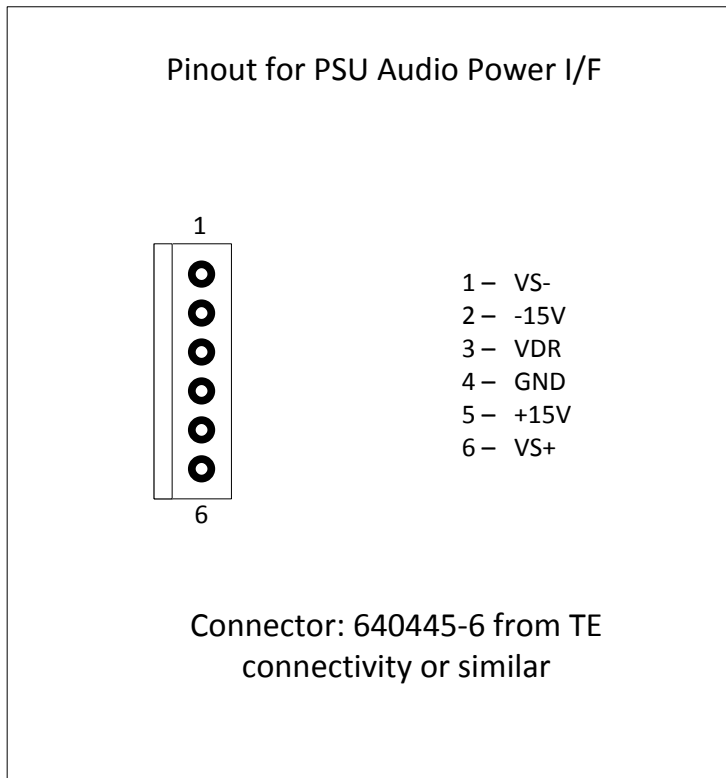 Pinout for PSU Audio Power I/F
1
1 – VS-
2 – -15V
3 – VDR
4 – GND
5 – +15V
6 – VS+
6
Connector: 640445-6 from TE
connectivity or similar